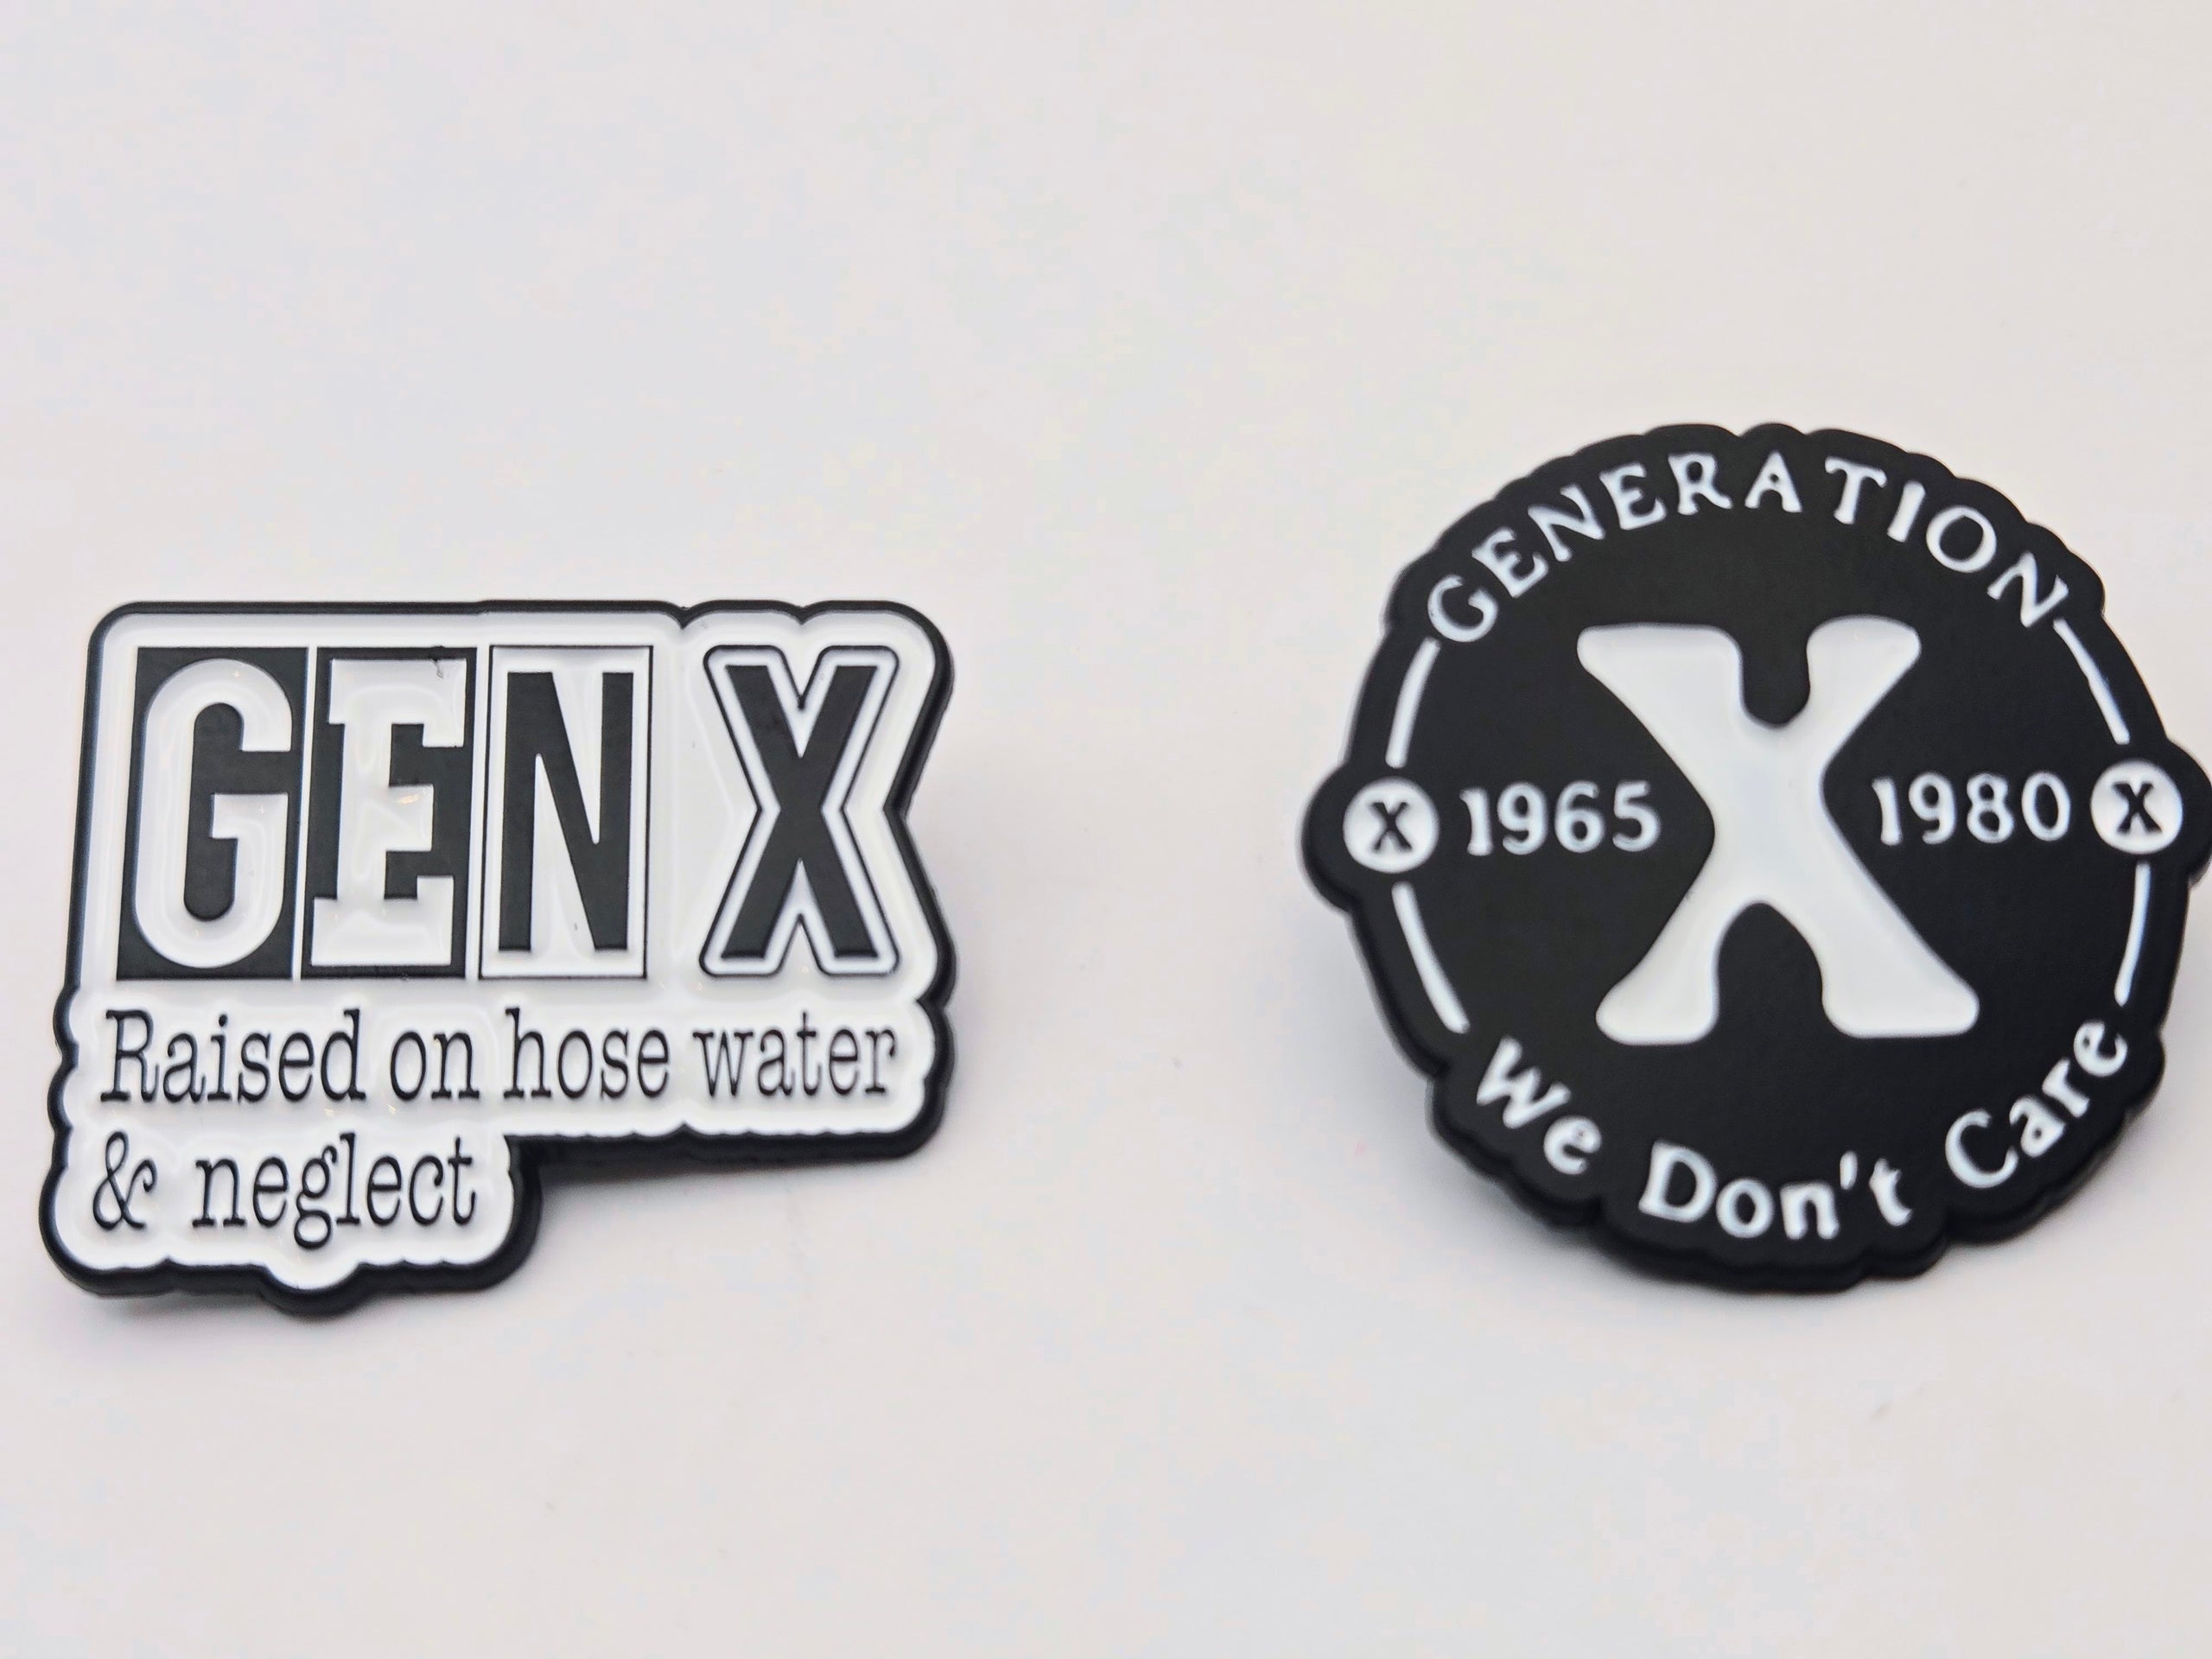 GEN X
Raised on hose water
& neglect
GENERATION
X
X 1965
1980 X
We Don't Care